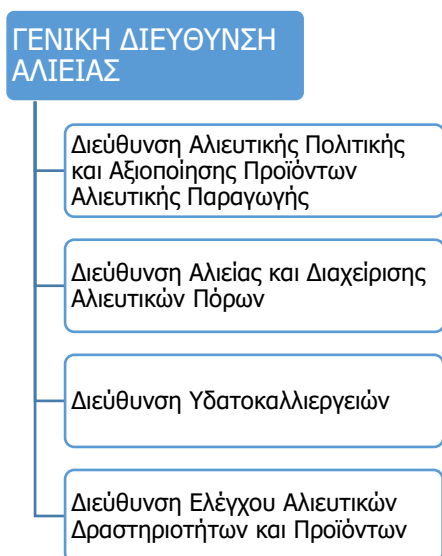 ΓΕΝΙΚΗ ΔΙΕΥΘΥΝΣΗ
ΑΛΙΕΙΑΣ
Διεύθυνση Αλιευτικής Πολιτικής
και Αξιοποίησης Προϊόντων
Αλιευτικής Παραγωγής
Διεύθυνση Αλιείας και Διαχείρισης
Αλιευτικών Πόρων
Διεύθυνση Υδατοκαλλιεργειών
Διεύθυνση Ελέγχου Αλιευτικών
Δραστηριοτήτων και Προϊόντων